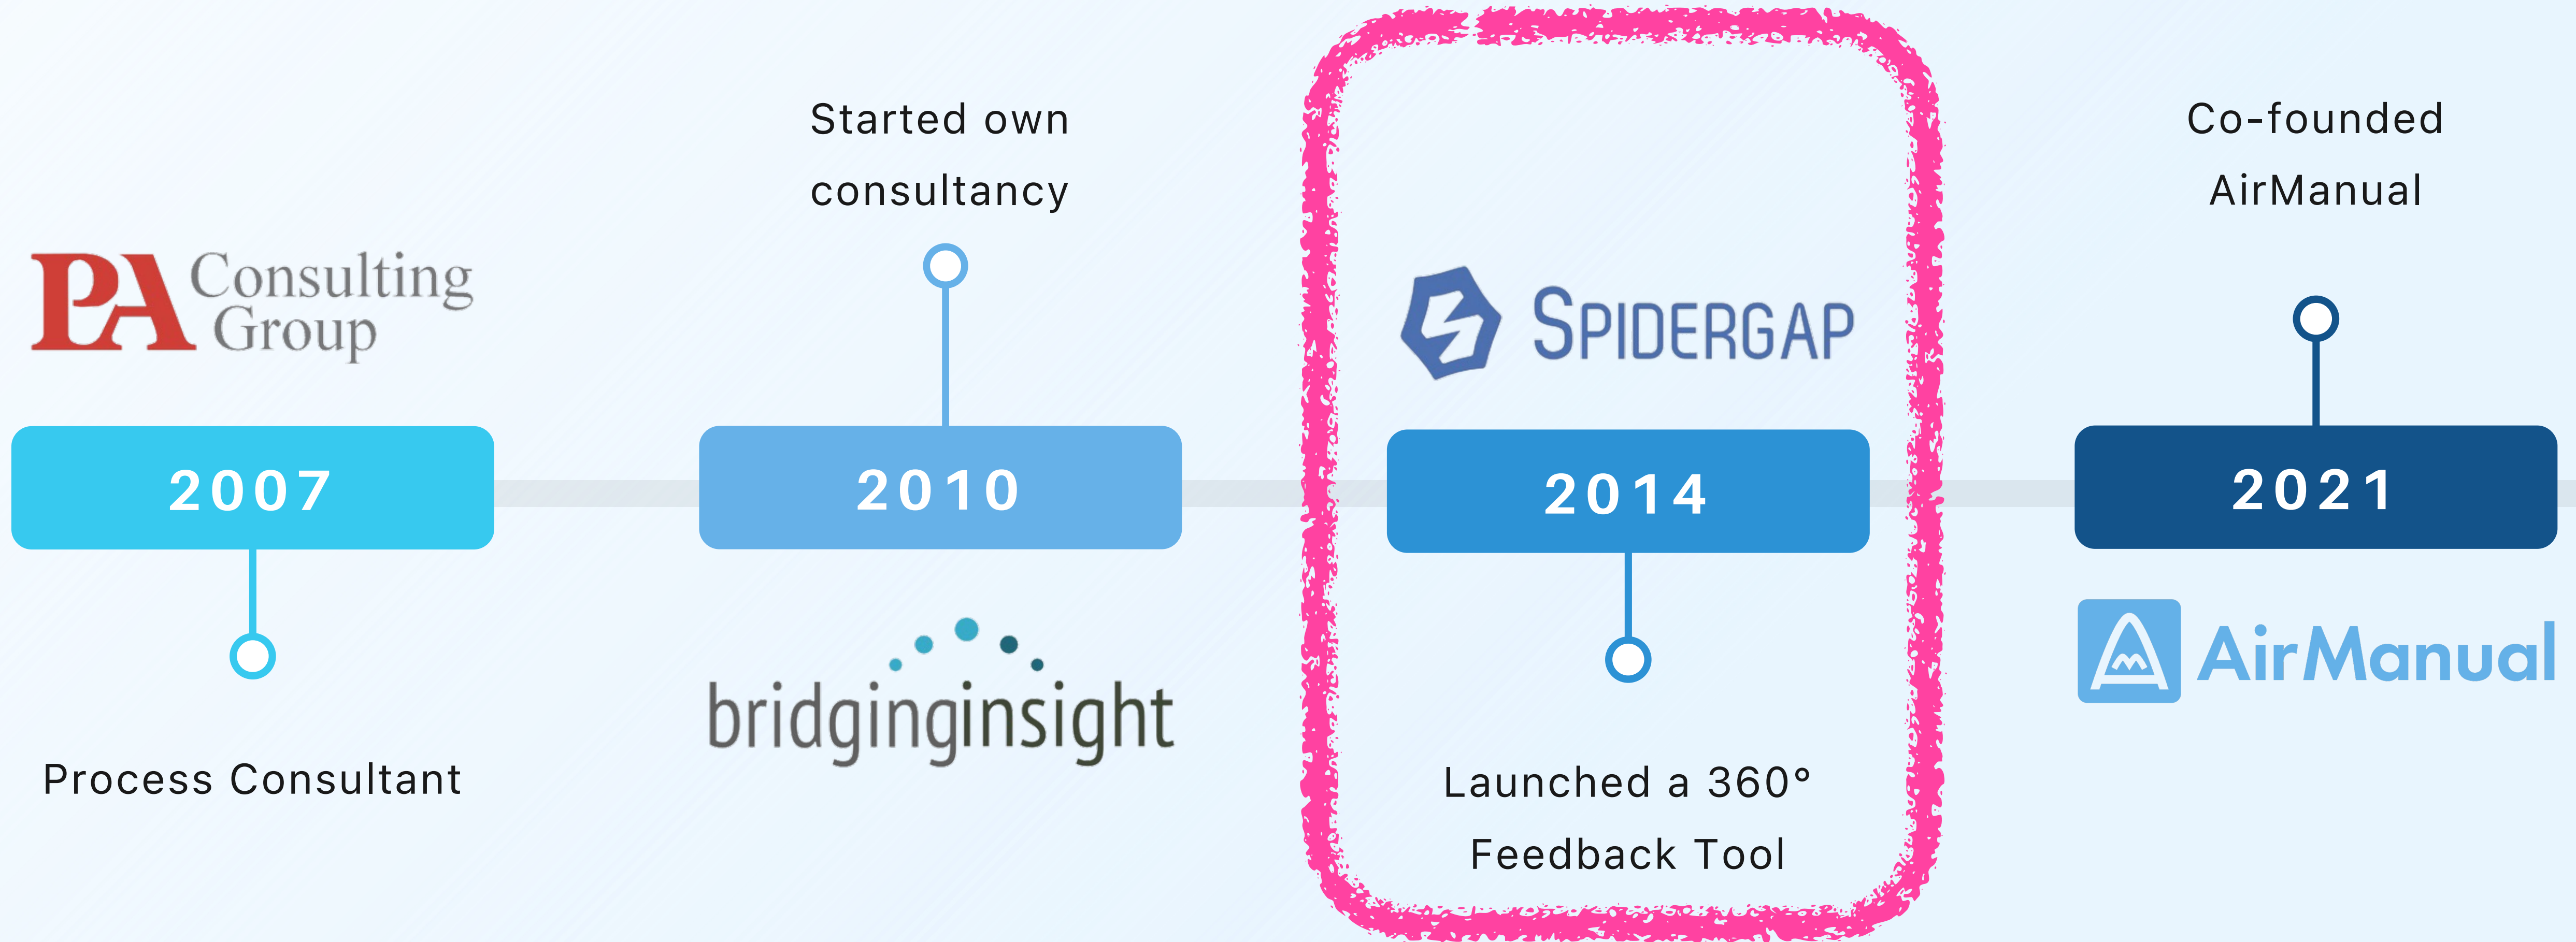 PA Consulting
Group
2007
Process Consultant
Started own
consultancy
2010
bridginginsight
SPIDERGAP
2014
Launched a 360°
Feedback Tool
Co-founded
AirManual
2021
AirManual